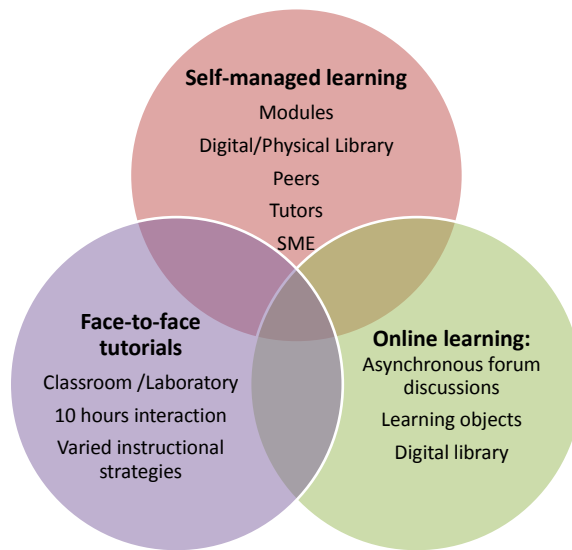 Self-managed learning
Modules
Digital/Physical Library
Peers
Tutors
SME
Face-to-face
tutorials
Classroom /Laboratory
10 hours interaction
Varied instructional
strategies
Online learning:
Asynchronous forum
discussions
Learning objects
Digital library